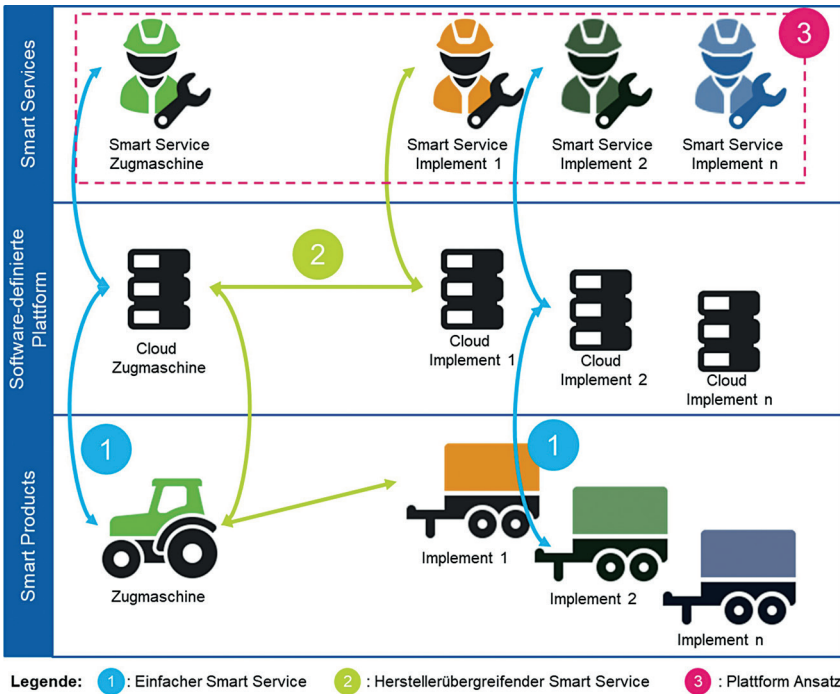 Smart Services
3
Smart Service
Zugmaschine
Smart Service
Implement 1
Smart Service
Implement 2
Smart Service
Implement n
Software-definierte
Plattform
2
Cloud
Zugmaschine
Cloud
Implement 1
Cloud
Implement 2
Cloud
Implement n
Smart Products
1
1
Zugmaschine
Implement 1
Implement 2
Implement n
Legende: 1 : Einfacher Smart Service 2 : Herstellerübergreifender Smart Service 3 : Plattform Ansatz